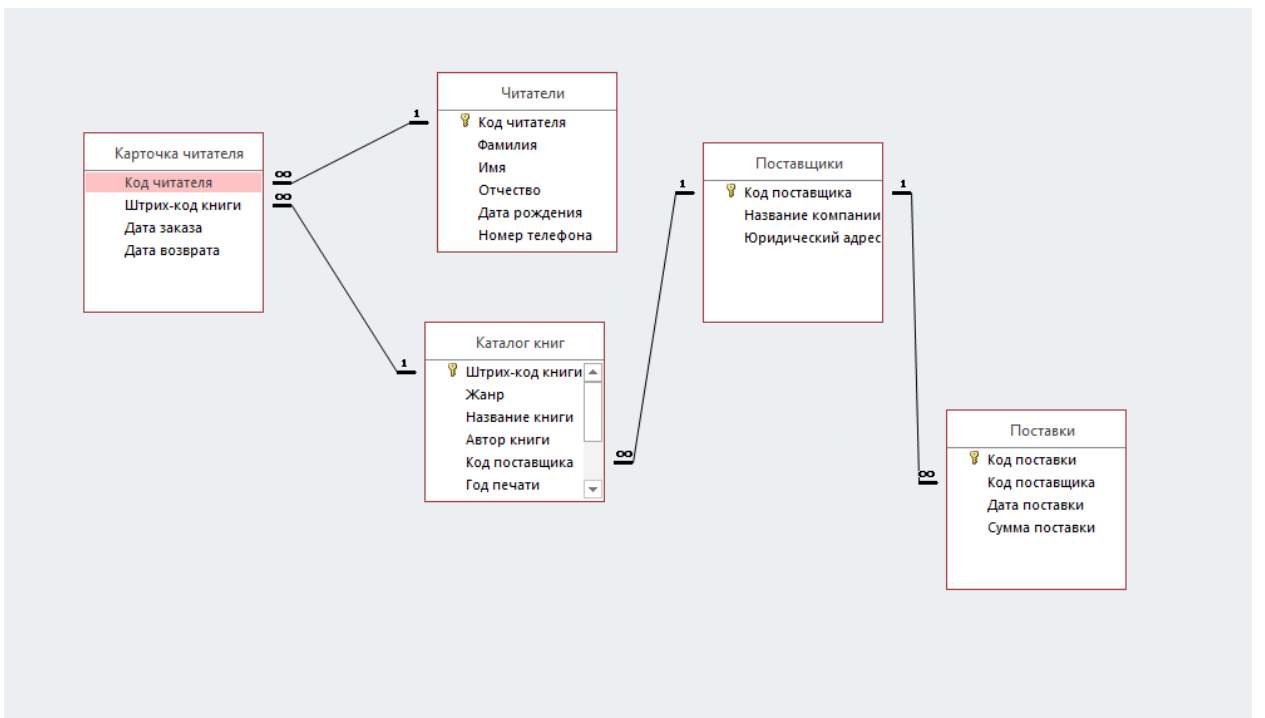 Карточка читателя
Код читателя
Штрих-код книги
Дата заказа
Дата возврата
∞
∞
1
Читатели
Код читателя
Фамилия
Имя
Отчество
Дата рождения
Номер телефона
1
Каталог книг
Штрих-код книги
Жанр
Название книги
Автор книги
Код поставщика
Год печати
∞
1
Поставщики
Код поставщика
Название компании
Юридический адрес
1
∞
Поставки
Код поставки
Код поставщика
Дата поставки
Сумма поставки